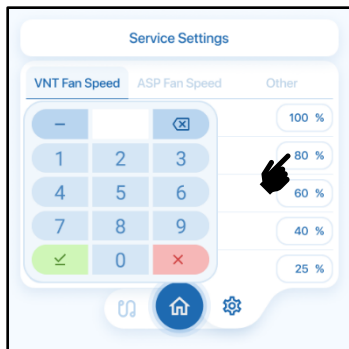 Service Settings
VNT Fan Speed ASP Fan Speed Other
100 %
1 2 3
80 %
4 5 6
60 %
7 8 9
40 %
0
25 %